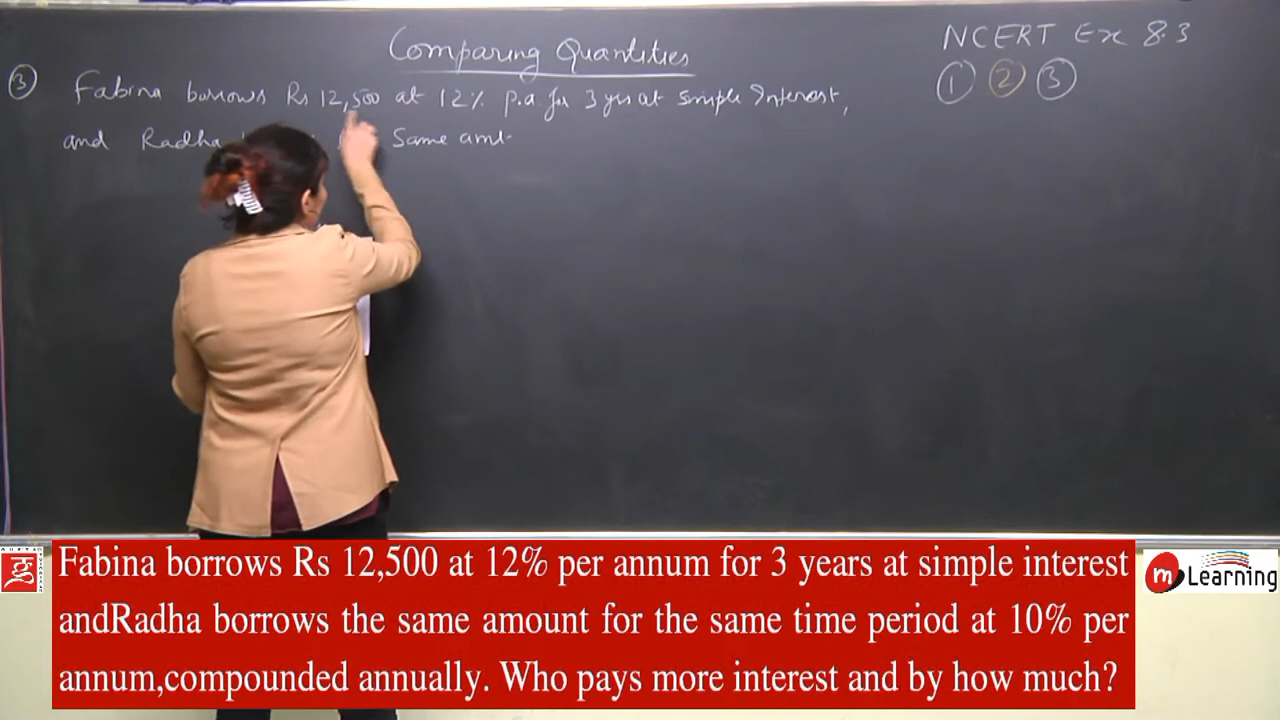 Comparing Quantities
NCERT Ex 8.3
① ② ③
③ Fabina borrows Rs 12,500 at 12% p.a for 3 yrs at Simple Interest,
and Radha Same amt
Fabina borrows Rs 12,500 at 12% per annum for 3 years at simple interest
andRadha borrows the same amount for the same time period at 10% per
annum,compounded annually. Who pays more interest and by how much?
m Learning